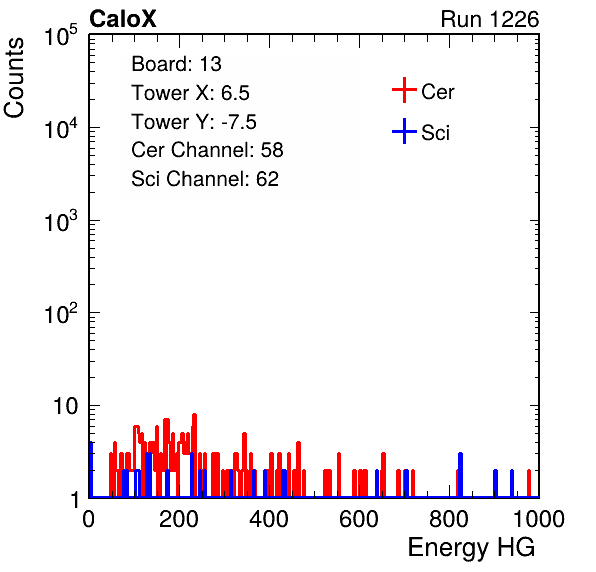 CaloX Run 1226
Counts
Board: 13
Tower X: 6.5
Tower Y: -7.5
Cer Channel: 58
Sci Channel: 62
Cer
Sci
10^5
10^4
10^3
10^2
10
1
0 200 400 600 800 1000
Energy HG